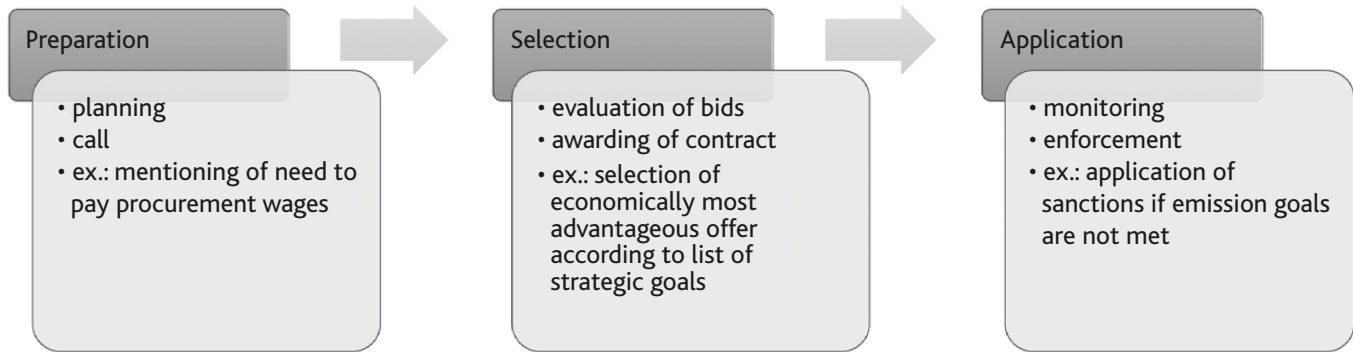 Preparation
• planning
• call
• ex.: mentioning of need to
pay procurement wages
Selection
• evaluation of bids
• awarding of contract
• ex.: selection of
economically most
advantageous offer
according to list of
strategic goals
Application
• monitoring
• enforcement
• ex.: application of
sanctions if emission goals
are not met